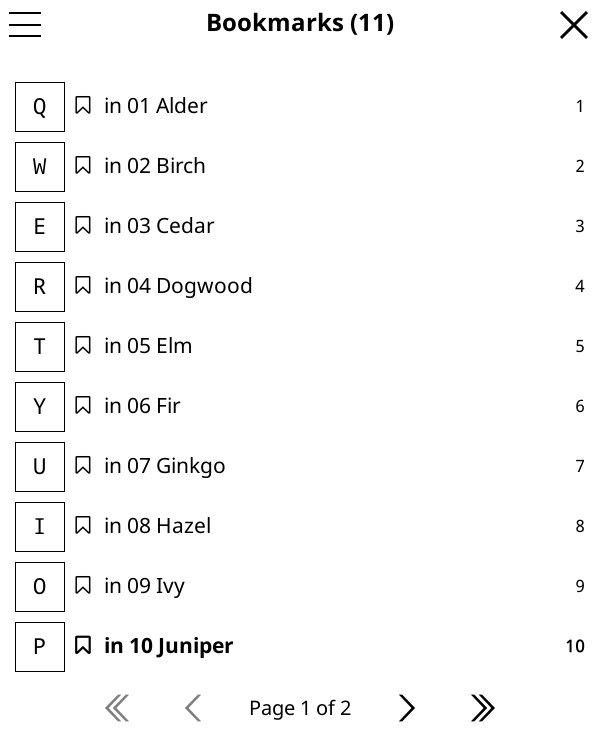 Bookmarks (11)
Q in 01 Alder 1
W in 02 Birch 2
E in 03 Cedar 3
R in 04 Dogwood 4
T in 05 Elm 5
Y in 06 Fir 6
U in 07 Ginkgo 7
I in 08 Hazel 8
O in 09 Ivy 9
P in 10 Juniper 10
Page 1 of 2